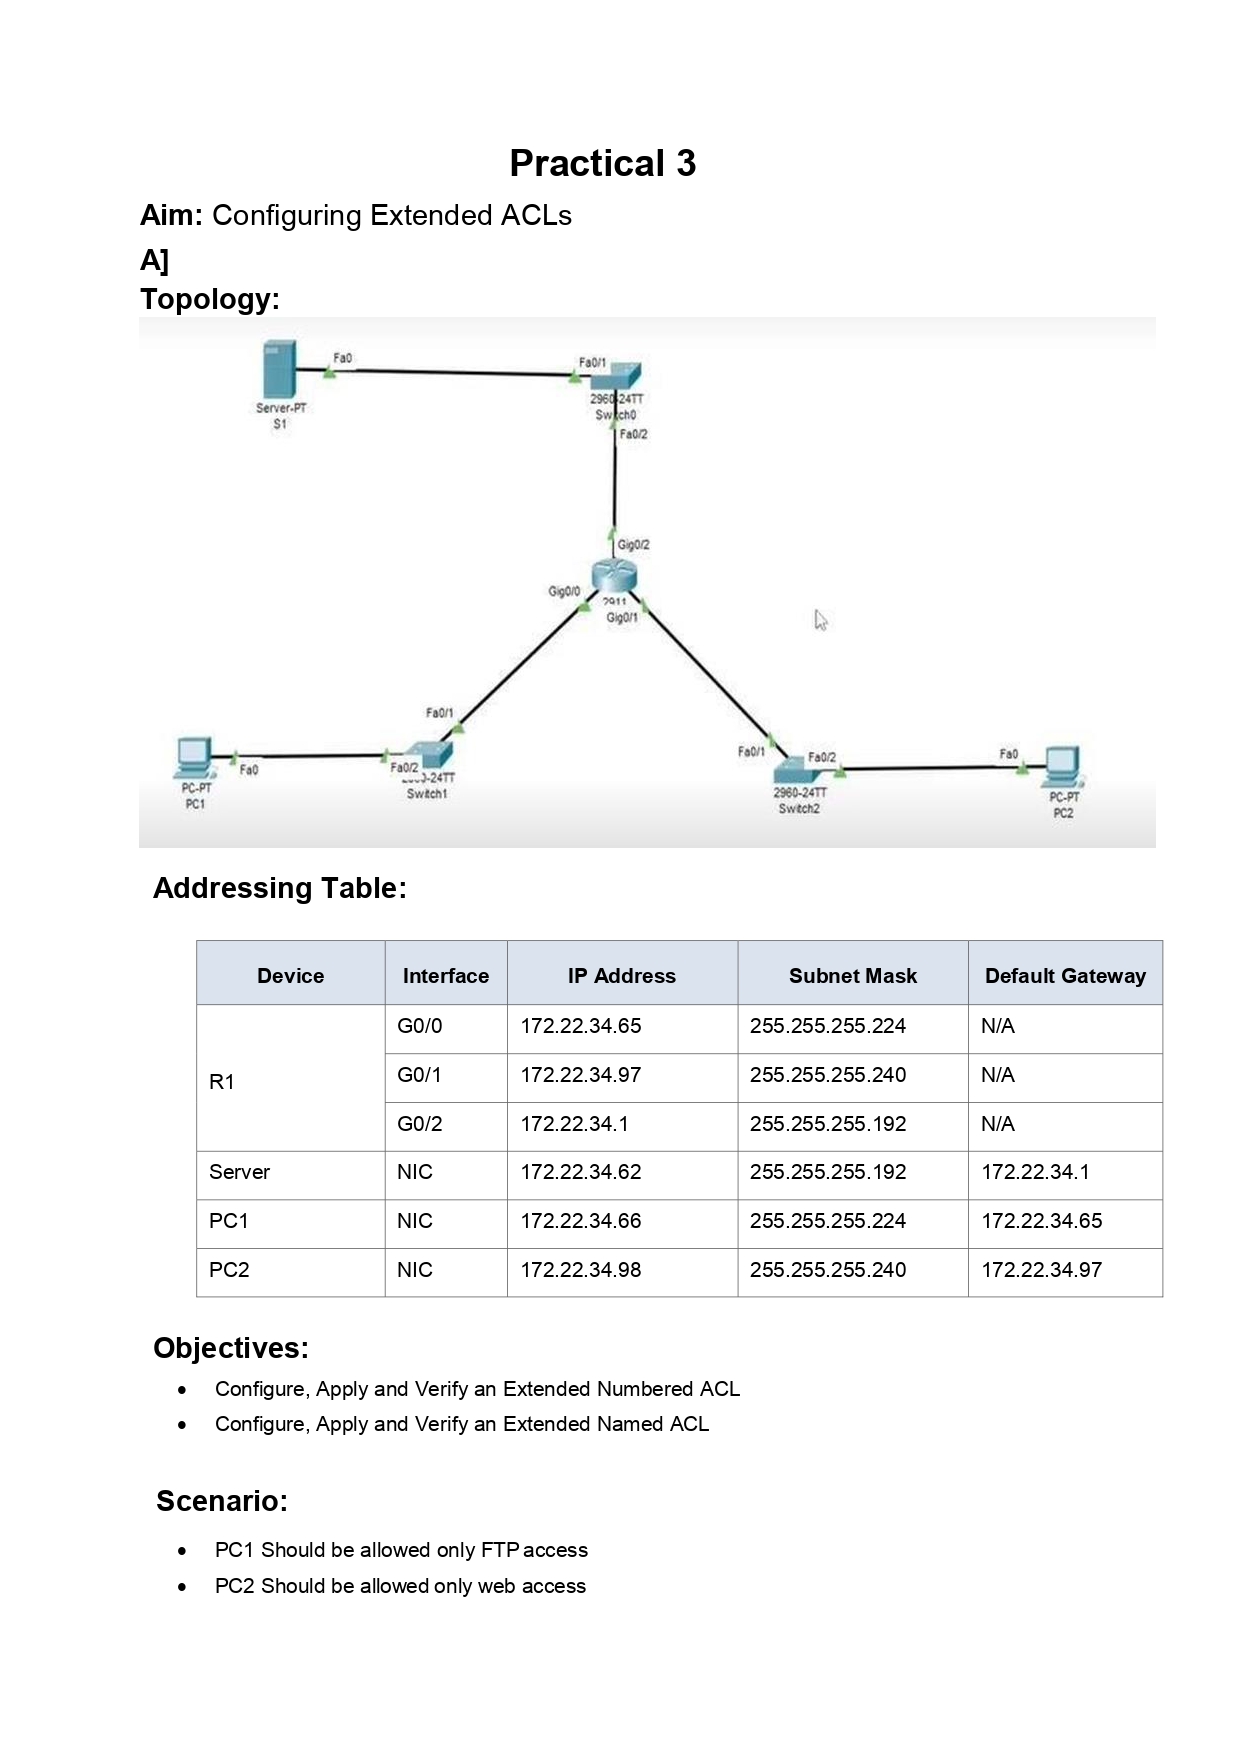 Practical 3
Aim: Configuring Extended ACLs
A]
Topology:
Fa0
Fa0/1
Server-PT
S1
2960-24TT
Switch0
Fa0/2
Gig0/2
Gig0/0
2911
Gig0/1
Fa0/1
Fa0
Fa0/2
-24TT
Switch1
PC-PT
PC1
Fa0/1
Fa0/2
Fa0
2960-24TT
Switch2
PC-PT
PC2
Addressing Table:
Device Interface IP Address Subnet Mask Default Gateway
R1
G0/0 172.22.34.65 255.255.255.224 N/A
G0/1 172.22.34.97 255.255.255.240 N/A
G0/2 172.22.34.1 255.255.255.192 N/A
Server NIC 172.22.34.62 255.255.255.192 172.22.34.1
PC1 NIC 172.22.34.66 255.255.255.224 172.22.34.65
PC2 NIC 172.22.34.98 255.255.255.240 172.22.34.97
Objectives:
• Configure, Apply and Verify an Extended Numbered ACL
• Configure, Apply and Verify an Extended Named ACL
Scenario:
• PC1 Should be allowed only FTP access
• PC2 Should be allowed only web access